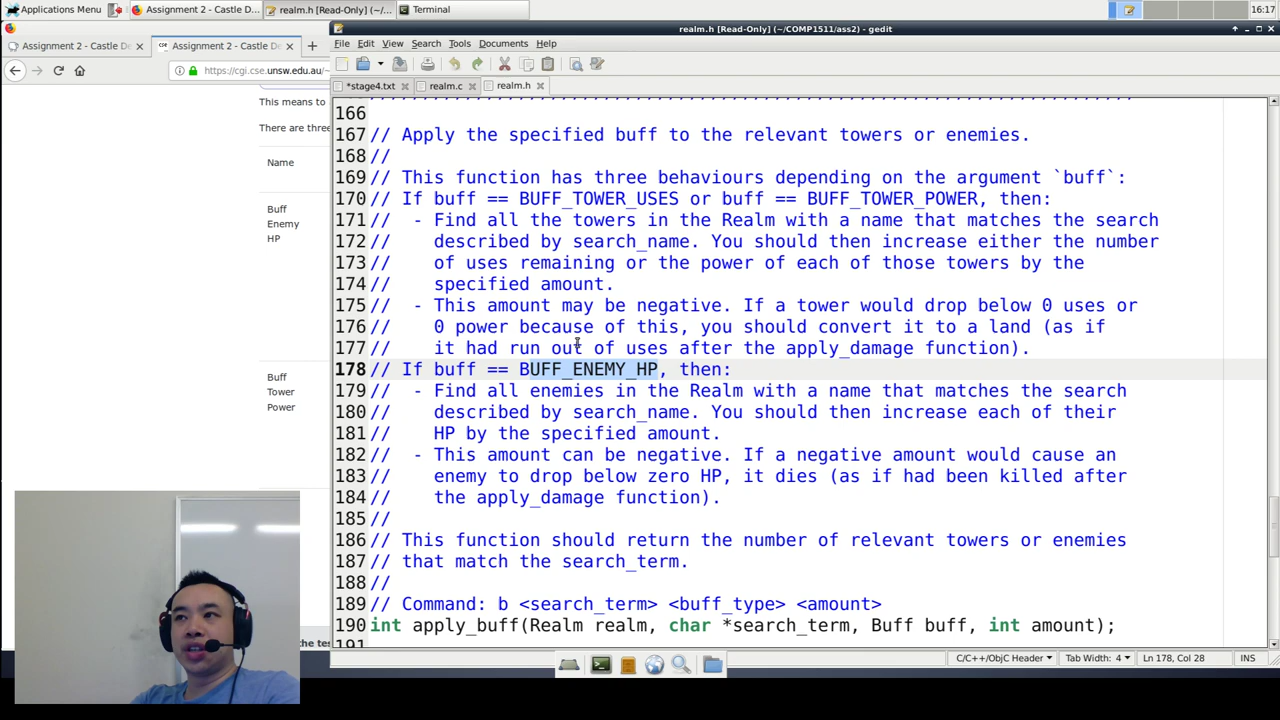 Applications Menu
Assignment 2 - Castle D...
realm.h [Read-Only] (~/...
Terminal
16:17
realm.h [Read-Only] (~/COMP1511/ass2) - gedit
Assignment 2 - Castle De
Assignment 2 - Castle De
https://cgi.cse.unsw.edu.au/~
File Edit View Search Tools Documents Help
*stage4.txt
realm.c
realm.h
This means to
There are three
Name
Buff
Enemy
HP
Buff
Tower
Power
the tes
166
167 // Apply the specified buff to the relevant towers or enemies.
168 //
169 // This function has three behaviours depending on the argument `buff`:
170 // If buff == BUFF_TOWER_USES or buff == BUFF_TOWER_POWER, then:
171 //  - Find all the towers in the Realm with a name that matches the search
172 //    described by search_name. You should then increase either the number
173 //    of uses remaining or the power of each of those towers by the
174 //    specified amount.
175 //  - This amount may be negative. If a tower would drop below 0 uses or
176 //    0 power because of this, you should convert it to a land (as if
177 //    it had run out of uses after the apply_damage function).
178 // If buff == BUFF_ENEMY_HP, then:
179 //  - Find all enemies in the Realm with a name that matches the search
180 //    described by search_name. You should then increase each of their
181 //    HP by the specified amount.
182 //  - This amount can be negative. If a negative amount would cause an
183 //    enemy to drop below zero HP, it dies (as if had been killed after
184 //    the apply_damage function).
185 //
186 // This function should return the number of relevant towers or enemies
187 // that match the search_term.
188 //
189 // Command: b <search_term> <buff_type> <amount>
190 int apply_buff(Realm realm, char *search_term, Buff buff, int amount);
191
C/C++/ObjC Header
Tab Width: 4
Ln 178, Col 28
INS